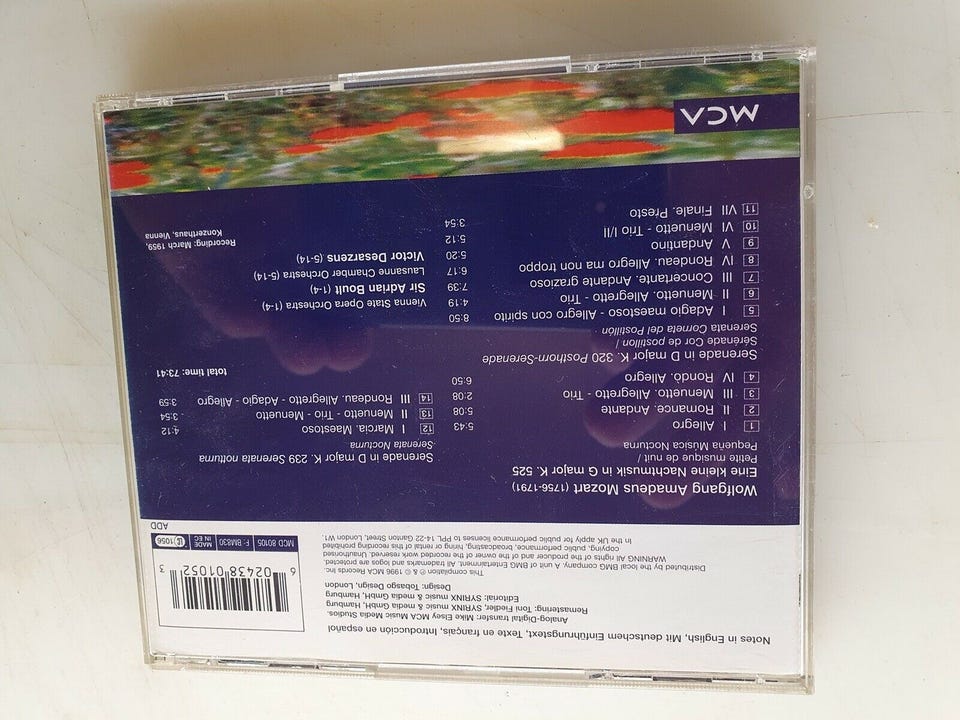 Notes in English, Mit deutschem Einführungstext, Texte en français, Introducción en español
Analog-Digital transfer: Mike Elsey MCA Music Media Studios.
Remastering: Toni Fiedler, SYRINX music & media GmbH, Hamburg
Editorial: SYRINX music & media GmbH, Hamburg
Design: Tobasgo Design, London
This compilation ℗ & © 1996 MCA Records Inc.
Distributed by the local BMG company. A unit of BMG Entertainment. All trademarks and logos are protected.
WARNING All rights of the producer and of the owner of the recorded work reserved. Unauthorised
copying, public performance, broadcasting, hiring or rental of this recording prohibited
In the UK apply for public performance licenses to PPL 14-22 Ganton Street, London W1.
6 02438 01052 3
MCD 80105
F: BM830
MADE IN EC
LC 1056
ADD
Wolfgang Amadeus Mozart (1756-1791)
Eine kleine Nachtmusik in G major K. 525
Petite musique de nuit /
Pequeña Musica Nocturna
1 I Allegro 5:43
2 II Romance. Andante 5:08
3 III Menuetto. Allegretto - Trio 2:08
4 IV Rondò. Allegro 6:50
Serenade in D major K. 320 Posthorn-Serenade
Sérénade Cor de postillon /
Serenata Corneta del Postillón
5 I Adagio maestoso - Allegro con spirito 8:50
6 II Menuetto. Allegretto - Trio 4:19
7 III Concertante. Andante grazioso 7:39
8 IV Rondeau. Allegro ma non troppo 6:17
9 V Andantino 5:20
10 VI Menuetto - Trio I/II 5:12
11 VII Finale. Presto 3:54
Serenade in D major K. 239 Serenata notturna
Serenata Nocturna
12 I Marcia. Maestoso 4:12
13 II Menuetto - Trio - Menuetto 3:54
14 III Rondeau. Allegretto - Adagio - Allegro 3:59
total time: 73:41
Vienna State Opera Orchestra (1-4)
Sir Adrian Boult (1-4)
Lausanne Chamber Orchestra (5-14)
Victor Desarzens (5-14)
Recording: March 1959,
Konzerthaus, Vienna
MCA